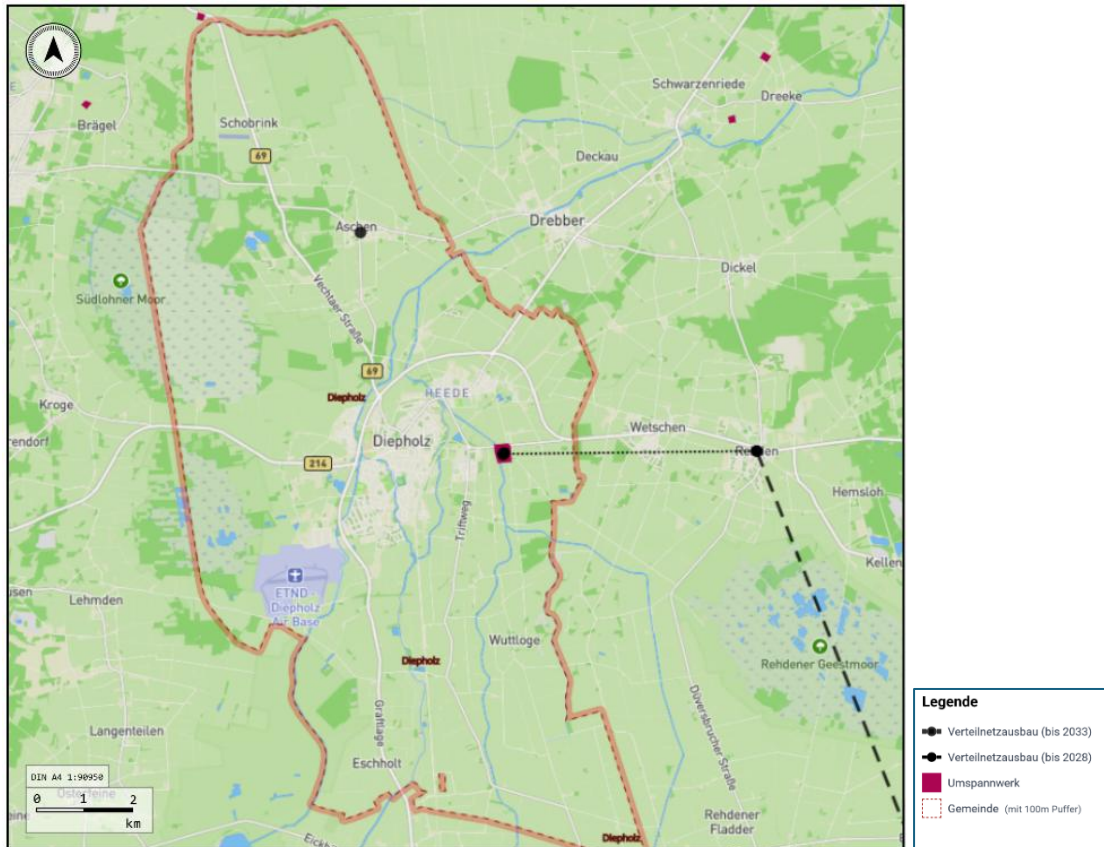 Schwarzenriede
Dreeke
Brägel
Schobrink
69
Deckau
Aschen
Drebber
Dickel
Südlohner Moor
Vechtaer Straße
69
HEEDE
Diepholz
Kroge
Diepholz
Wetschen
214
Triftweg
Hemsloh
Kellen
ETND -
Diepholz
Air Base
Lehmden
Wuttloge
Diepholz
Rehdener Geestmoor
Düversbrucher Straße
Graftlage
Langenteilen
Eschholt
DIN A4 1:90950
0 1 2
km
Rehdener
Fladder
Diepholz
Legende
Verteilnetzausbau (bis 2033)
Verteilnetzausbau (bis 2028)
Umspannwerk
Gemeinde (mit 100m Puffer)